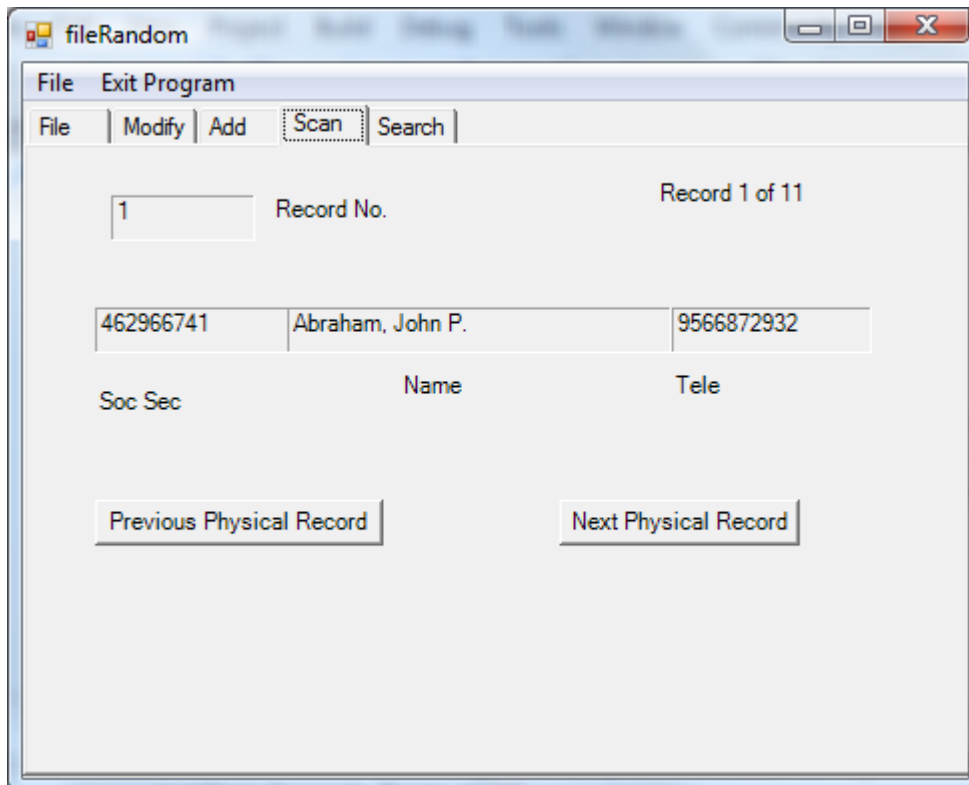 fileRandom
File Exit Program
File Modify Add Scan Search
1 Record No. Record 1 of 11
462966741 Abraham, John P. 9566872932
Soc Sec Name Tele
Previous Physical Record Next Physical Record